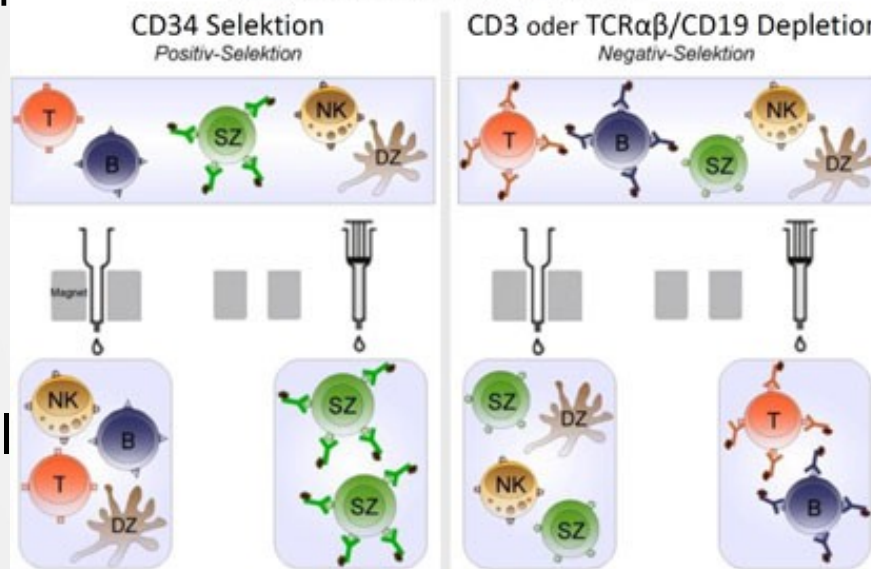 CD34 Selektion
Positiv-Selektion
T
B
SZ
NK
DZ
Magnet
NK
B
T
DZ
SZ
SZ
CD3 oder TCRαβ/CD19 Depletion
Negativ-Selektion
T
B
SZ
NK
DZ
SZ
DZ
NK
SZ
T
B